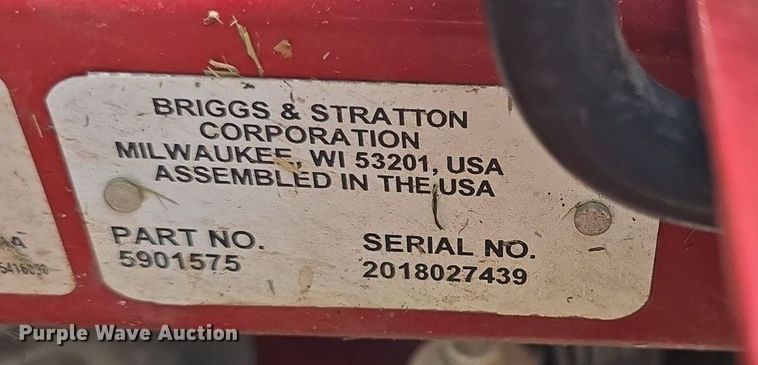 BRIGGS & STRATTON
CORPORATION
MILWAUKEE, WI 53201, USA
ASSEMBLED IN THE USA
PART NO.
5901575
SERIAL NO.
2018027439
Purple Wave Auction